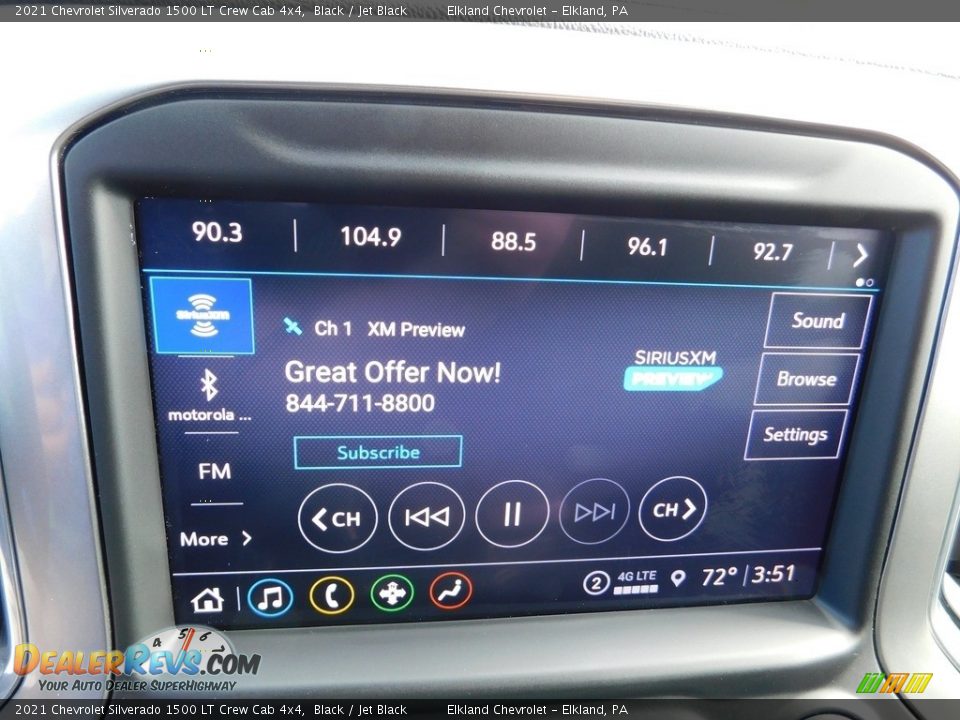 2021 Chevrolet Silverado 1500 LT Crew Cab 4x4, Black / Jet Black Elkland Chevrolet - Elkland, PA
90.3 104.9 88.5 96.1 92.7
SiriusXM
Ch 1 XM Preview
Great Offer Now!
844-711-8800
Subscribe
SIRIUSXM
PREVIEW
Sound
Browse
Settings
motorola ...
FM
More
CH
CH
2 4G LTE 72° 3:51
4 5 6
DEALERREVS.COM
YOUR AUTO DEALER SUPERHIGHWAY
2021 Chevrolet Silverado 1500 LT Crew Cab 4x4, Black / Jet Black Elkland Chevrolet - Elkland, PA